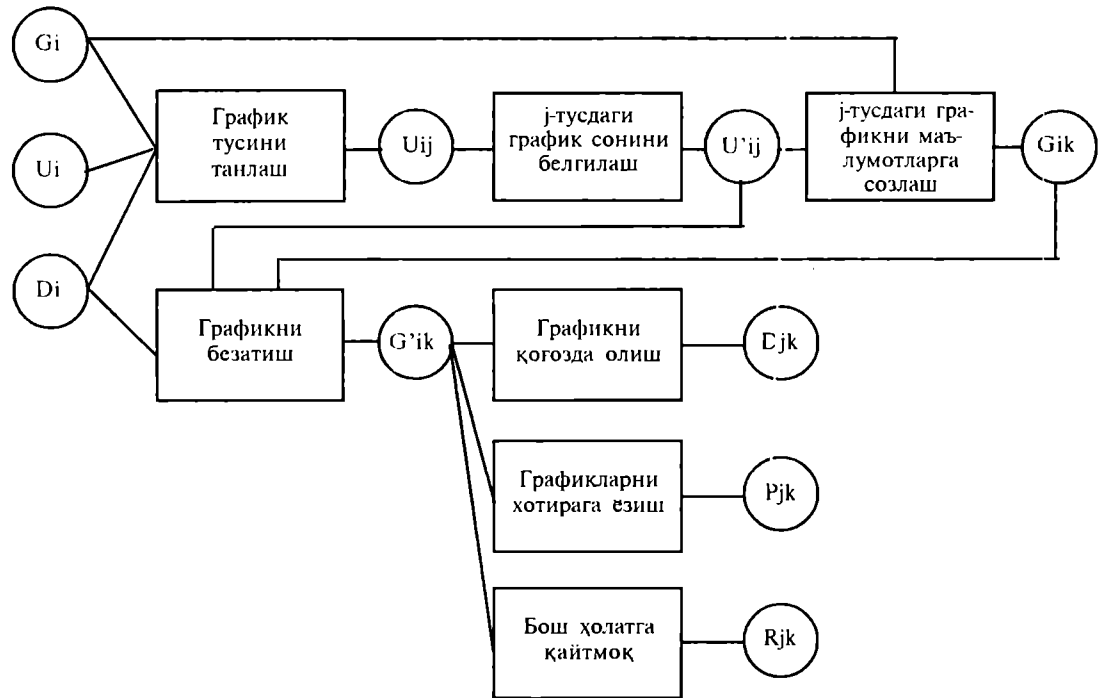 Gi
График
тусини
танлаш
Uij
j-тусдаги
график сонини
белгилаш
U’ij
j-тусдаги гра-
фикни маъ-
лумотларга
созлаш
Gik
Ui
Di
Графикни
безатиш
G’ik
Графикни
қоғозда олиш
Djk
Графикларни
хотирага ёзиш
Pjk
Бош ҳолатга
қайтмоқ
Rjk